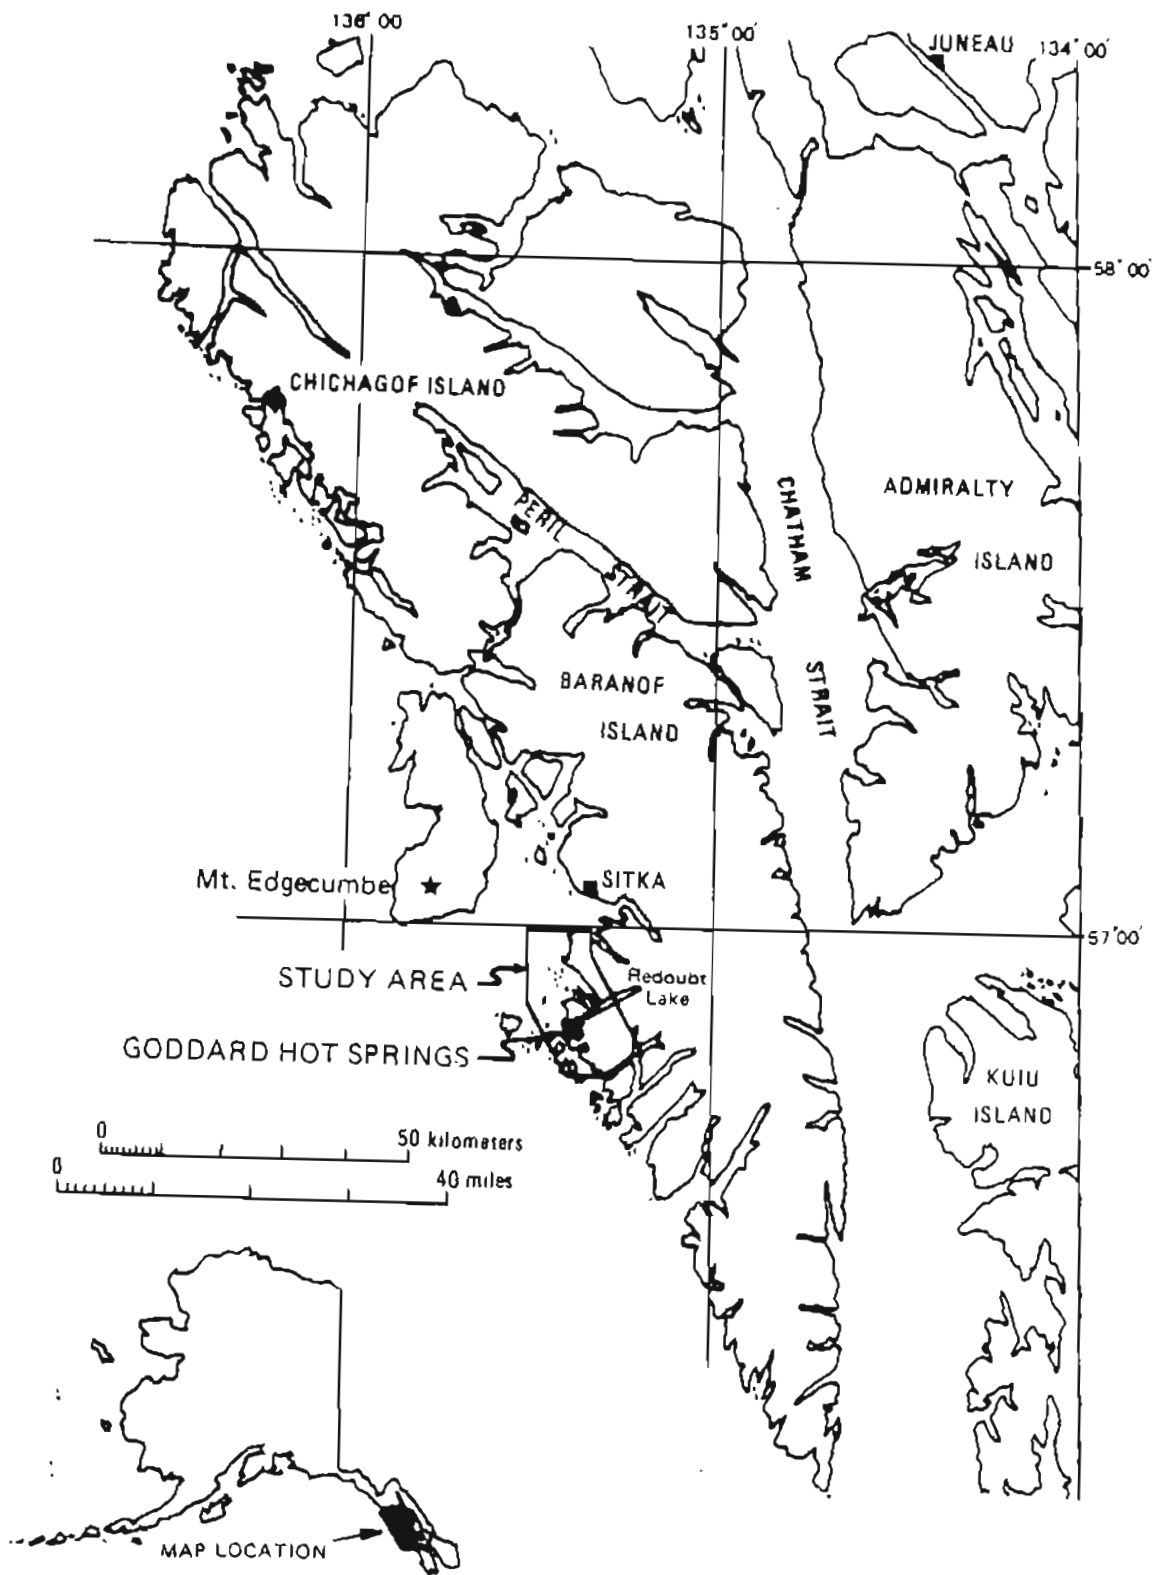 136° 00
135° 00'
JUNEAU
134° 00'
58° 00'
CHICHAGOF ISLAND
PERIL
STRAIT
CHATHAM
STRAIT
ADMIRALTY
ISLAND
BARANOF
ISLAND
Mt. Edgecumbe
SITKA
57° 00'
STUDY AREA
Redoubt
Lake
GODDARD HOT SPRINGS
KUIU
ISLAND
0
50 kilometers
0
40 miles
MAP LOCATION